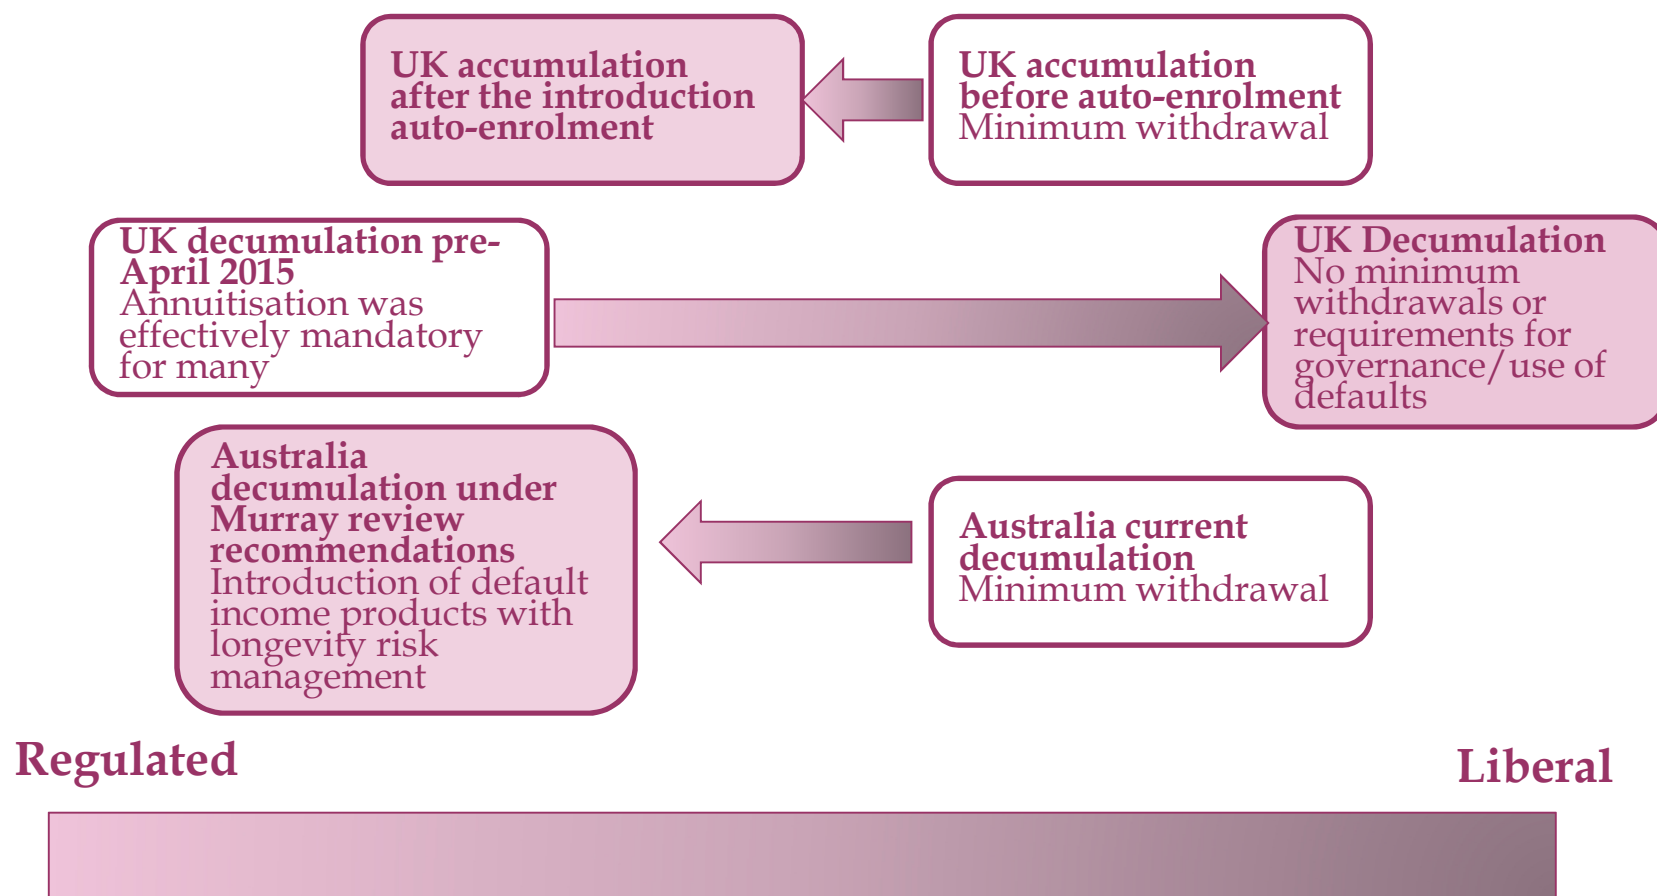 UK accumulation
after the introduction
auto-enrolment
UK accumulation
before auto-enrolment
Minimum withdrawal
UK decumulation pre-
April 2015
Annuitisation was
effectively mandatory
for many
UK Decumulation
No minimum
withdrawals or
requirements for
governance/use of
defaults
Australia
decumulation under
Murray review
recommendations
Introduction of default
income products with
longevity risk
management
Australia current
decumulation
Minimum withdrawal
Regulated
Liberal